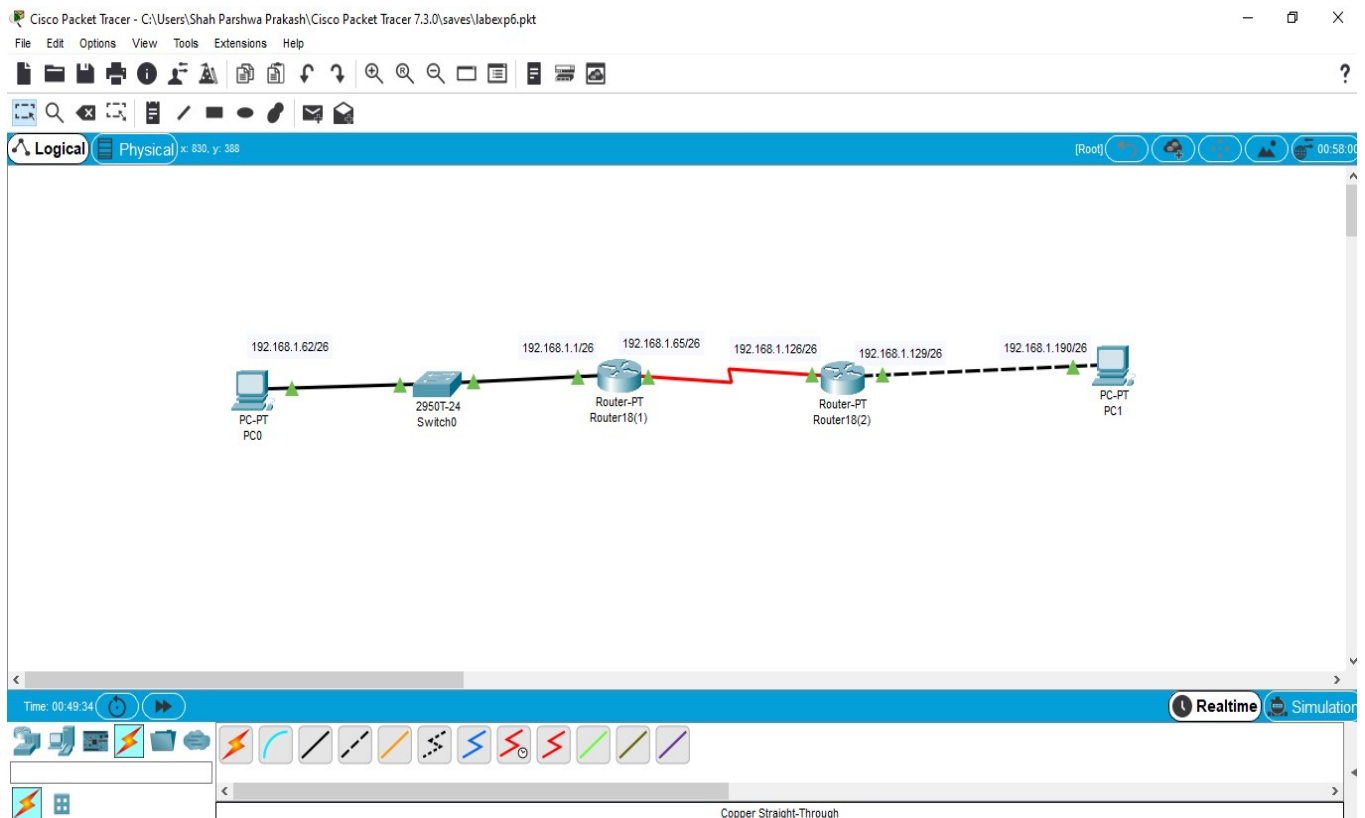 Cisco Packet Tracer - C:\Users\Shah Parshwa Prakash\Cisco Packet Tracer 7.3.0\saves\labexp6.pkt
File Edit Options View Tools Extensions Help
?
Logical Physical x: 830, y: 388 [Root] 00:58:00
192.168.1.62/26 192.168.1.1/26 192.168.1.65/26 192.168.1.126/26 192.168.1.129/26 192.168.1.190/26
PC-PT
PC0
2950T-24
Switch0
Router-PT
Router18(1)
Router-PT
Router18(2)
PC-PT
PC1
Time: 00:49:34 Realtime Simulation
Copper Straight-Through